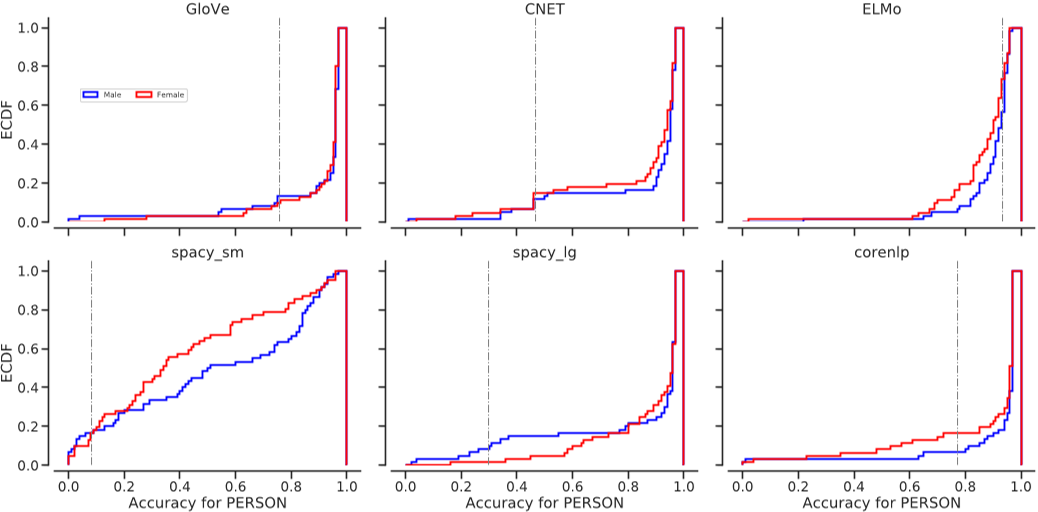 GloVe CNET ELMo
1.0
0.8
0.6
0.4
0.2
0.0
ECDF
Male Female
spacy_sm spacy_lg corenlp
1.0
0.8
0.6
0.4
0.2
0.0
ECDF
0.0 0.2 0.4 0.6 0.8 1.0 0.0 0.2 0.4 0.6 0.8 1.0 0.0 0.2 0.4 0.6 0.8 1.0
Accuracy for PERSON Accuracy for PERSON Accuracy for PERSON